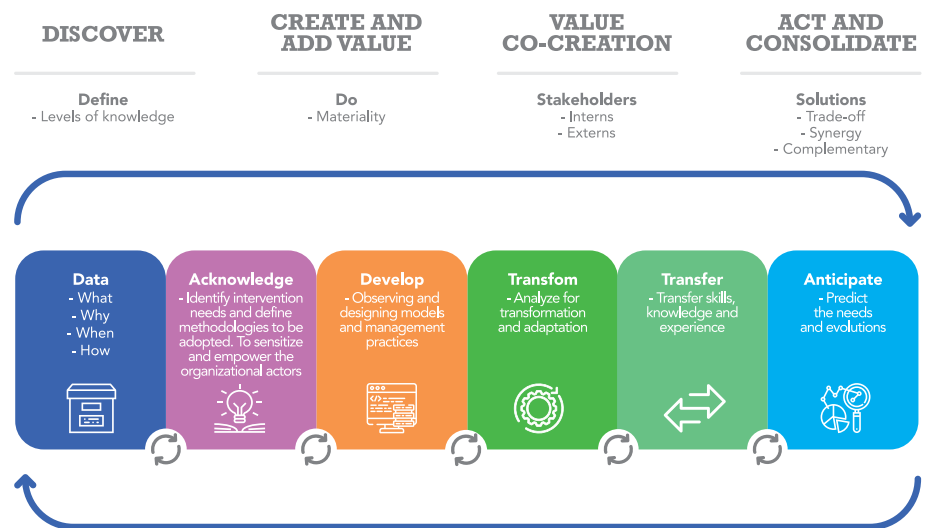 DISCOVER
CREATE AND
ADD VALUE
VALUE
CO-CREATION
ACT AND
CONSOLIDATE
Define
- Levels of knowledge
Do
- Materiality
Stakeholders
- Interns
- Externs
Solutions
- Trade-off
- Synergy
- Complementary
Data
- What
- Why
- When
- How
Acknowledge
- Identify intervention
needs and define
methodologies to be
adopted. To sensitize
and empower the
organizational actors
Develop
- Observing and
designing models
and management
practices
Transfom
- Analyze for
transformation
and adaptation
Transfer
- Transfer skills,
knowledge and
experience
Anticipate
- Predict
the needs
and evolutions